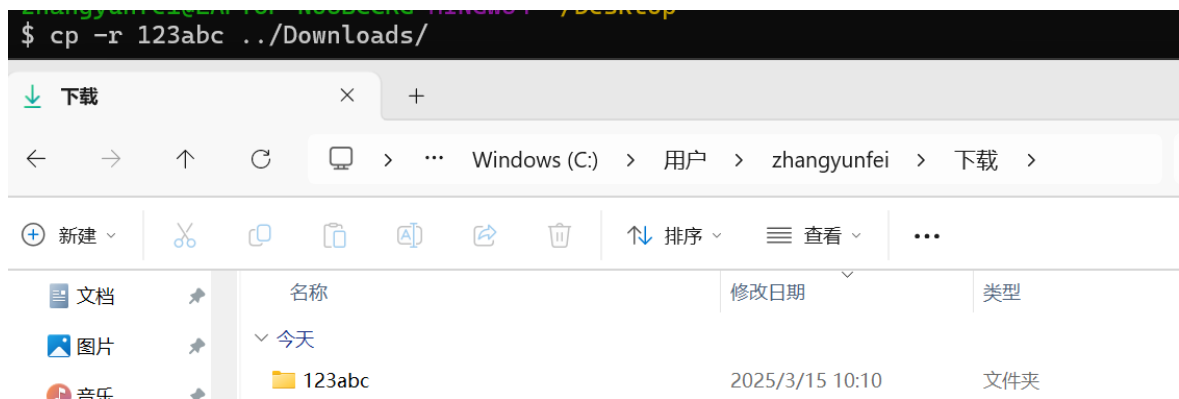 $ cp -r 123abc ../Downloads/
下载
Windows (C:) 用户 zhangyunfei 下载
新建 排序 查看
名称 修改日期 类型
文档
图片
今天
123abc 2025/3/15 10:10 文件夹
音乐